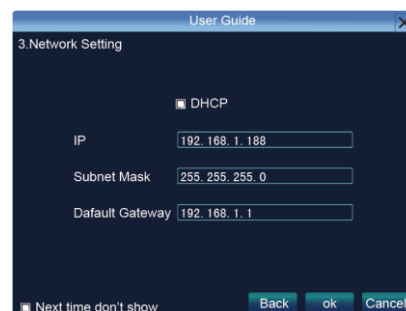 User Guide
3.Network Setting
DHCP
IP 192. 168. 1. 188
Subnet Mask 255. 255. 255. 0
Dafault Gateway 192. 168. 1. 1
Next time don't show Back ok Cancel